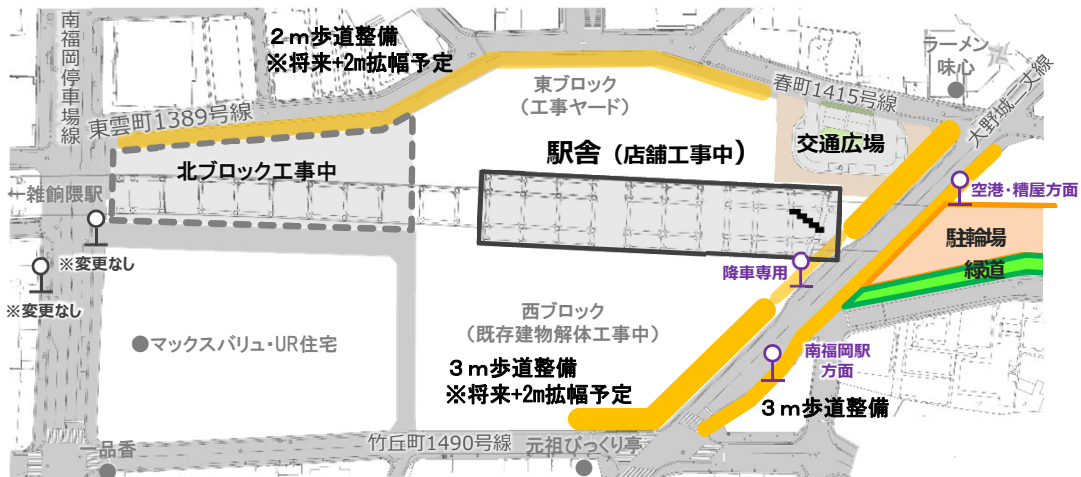 南福岡停車場線
2m歩道整備
※将来+2m拡幅予定
ラーメン
味心
東雲町1389号線
東ブロック
(工事ヤード)
春町1415号線
大野城二丈線
交通広場
駅舎(店舗工事中)
北ブロック工事中
←雑餉隈駅
空港・糟屋方面
駐輪場
緑道
※変更なし
※変更なし
降車専用
西ブロック
(既存建物解体工事中)
●マックスバリュ・UR住宅
3m歩道整備
※将来+2m拡幅予定
南福岡駅
方面
3m歩道整備
竹丘町1490号線
元祖びっくり亭
一品香